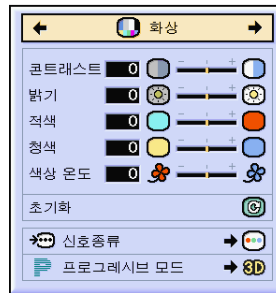 화상
콘트래스트 0 - +
밝기 0 - +
적색 0 - +
청색 0 - +
색상 온도 0 - +
초기화
신호종류
P 프로그레시브 모드 3D